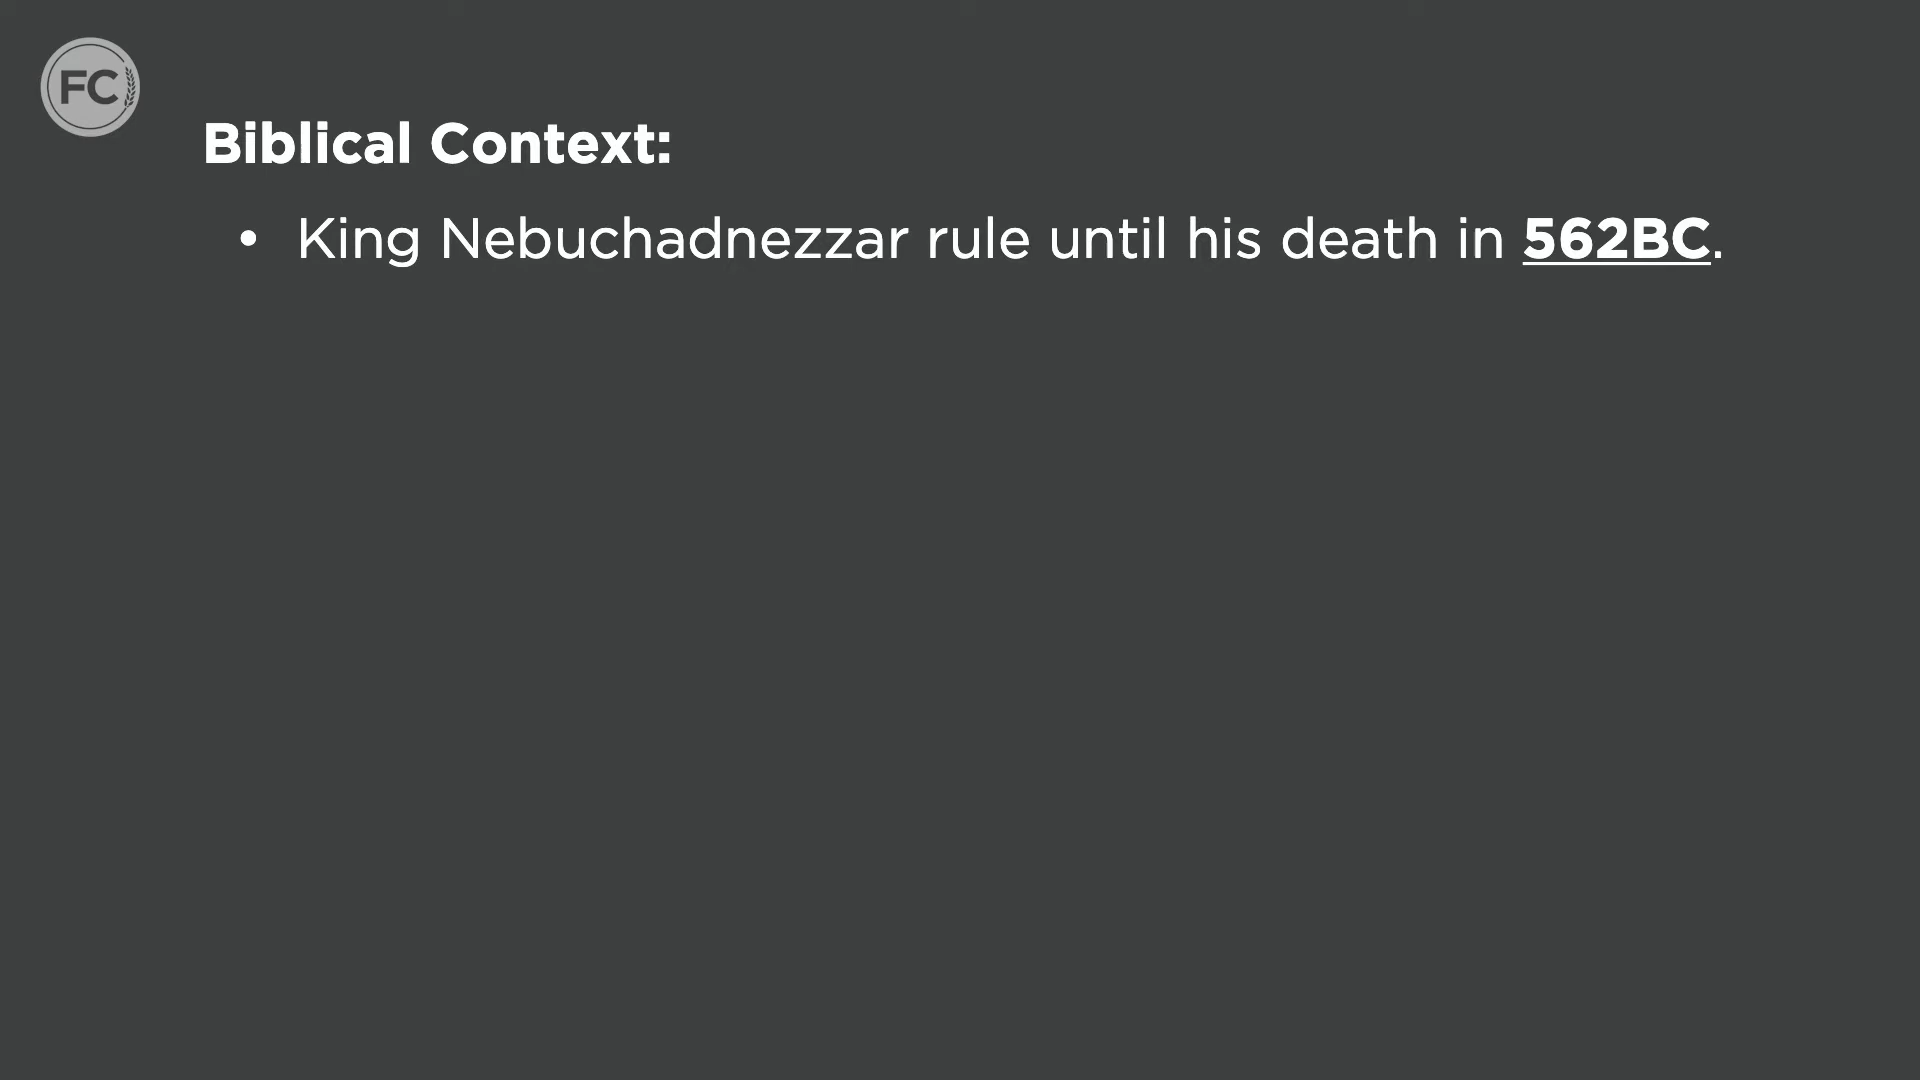 FC
Biblical Context:
• King Nebuchadnezzar rule until his death in 562BC.